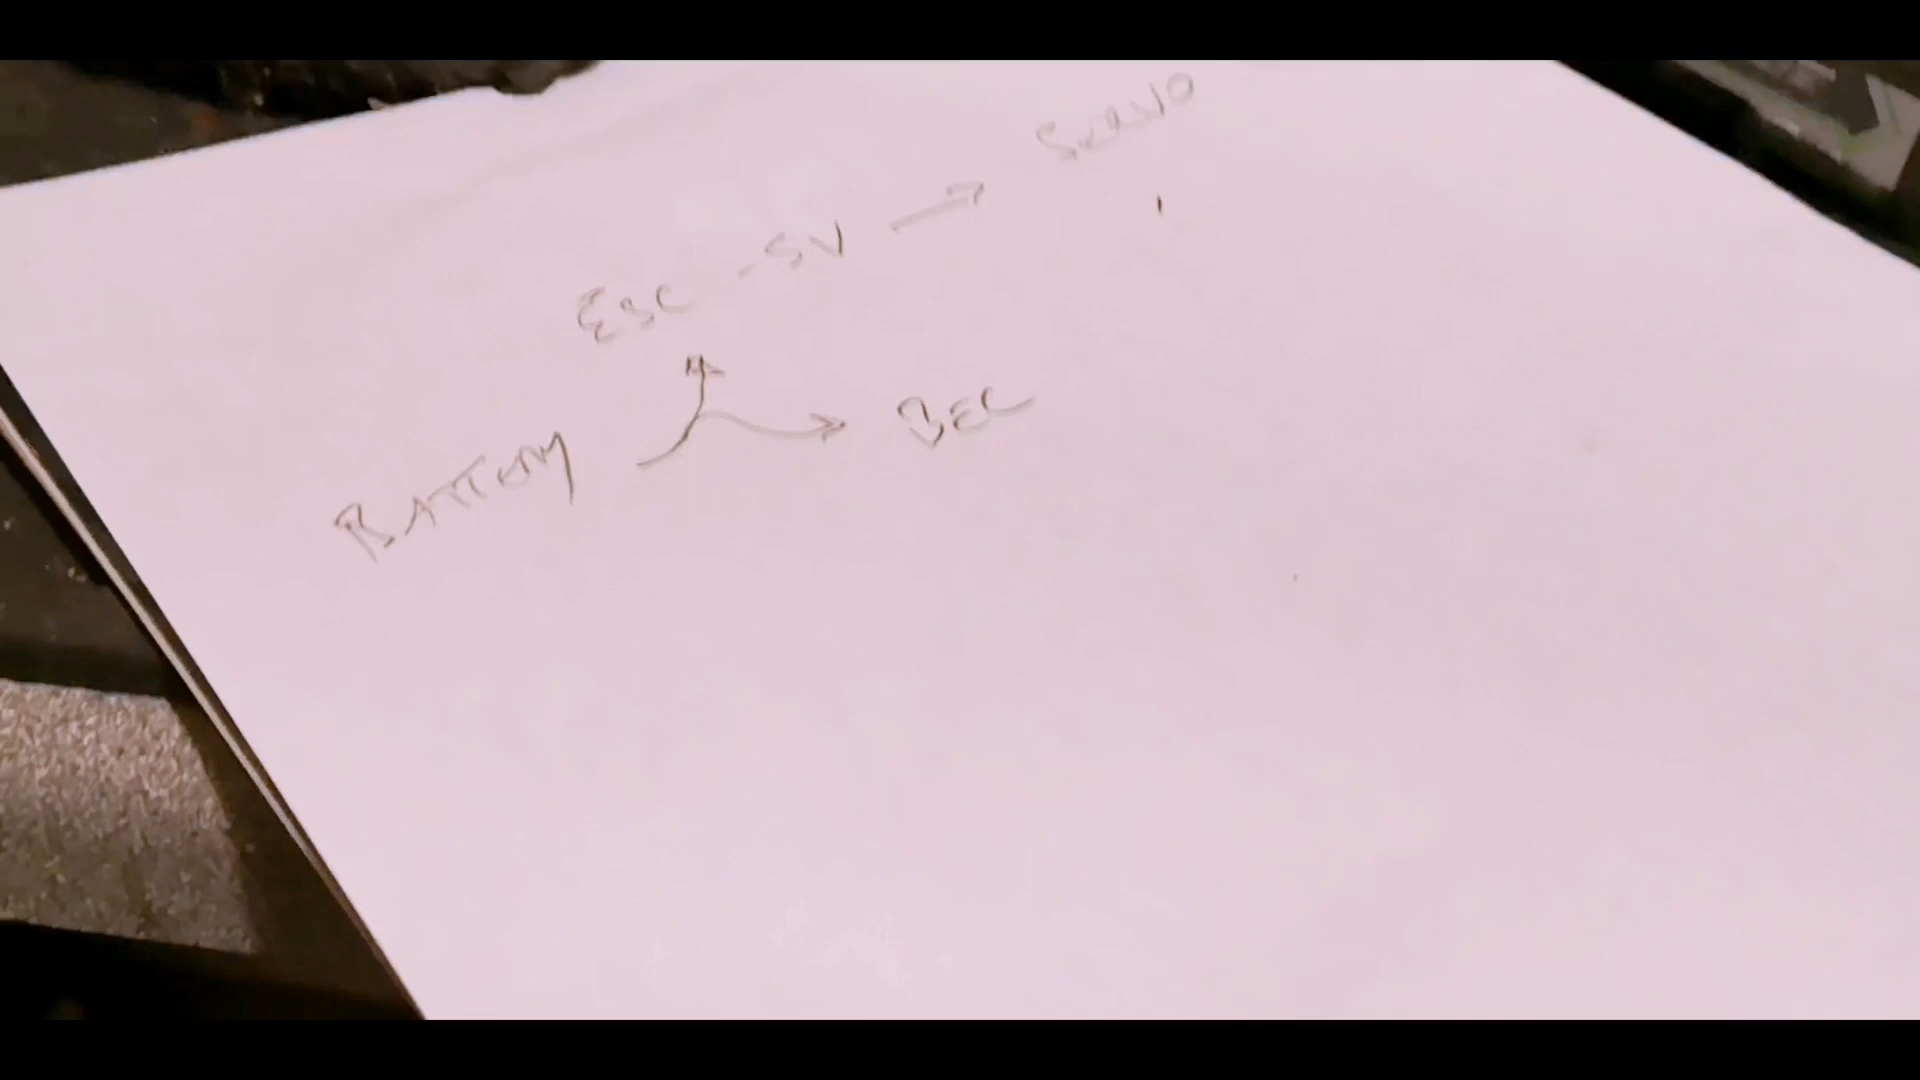 SERVO
ESC - 5V →
BATTERY → BEC